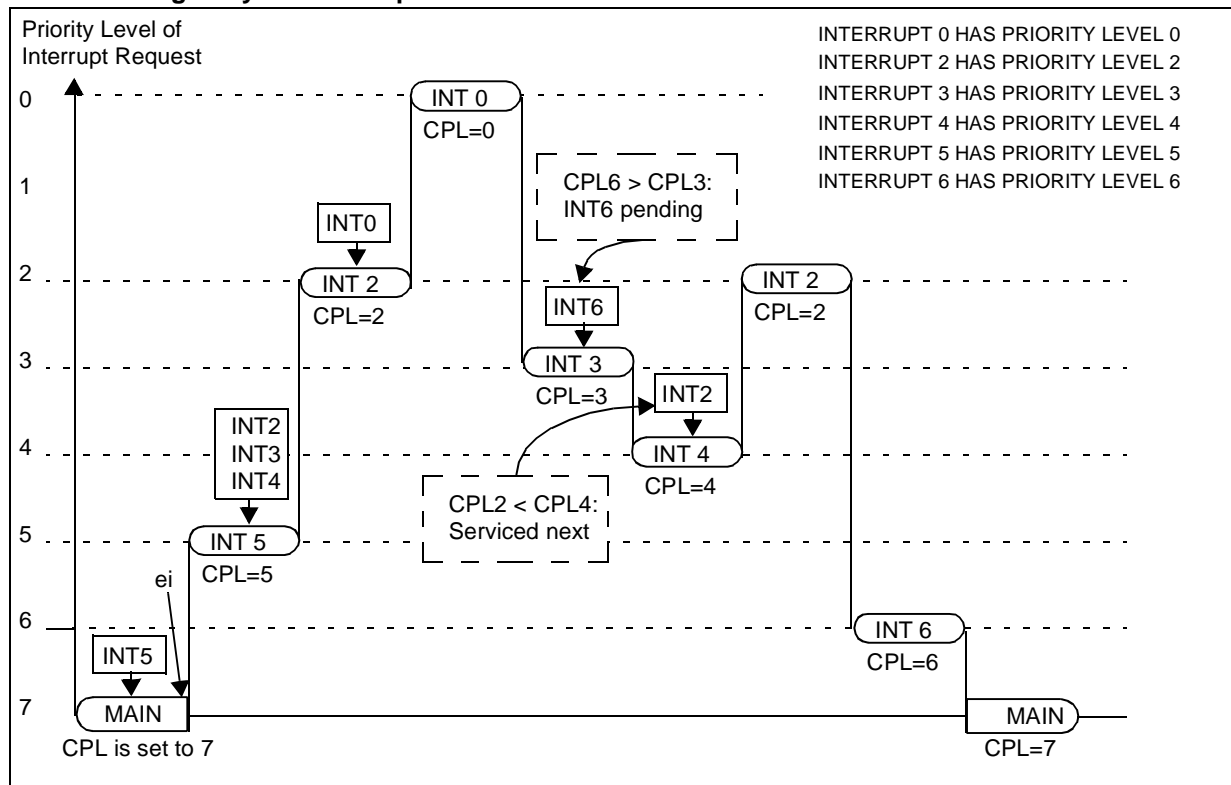 Priority Level of
Interrupt Request
INTERRUPT 0 HAS PRIORITY LEVEL 0
INTERRUPT 2 HAS PRIORITY LEVEL 2
INTERRUPT 3 HAS PRIORITY LEVEL 3
INTERRUPT 4 HAS PRIORITY LEVEL 4
INTERRUPT 5 HAS PRIORITY LEVEL 5
INTERRUPT 6 HAS PRIORITY LEVEL 6
0
INT 0
CPL=0
1
CPL6 > CPL3:
INT6 pending
INT0
2
INT 2
CPL=2
INT 2
CPL=2
INT6
3
INT 3
CPL=3
INT2
INT2
INT3
INT4
4
INT 4
CPL=4
CPL2 < CPL4:
Serviced next
5
INT 5
CPL=5
ei
6
INT5
INT 6
CPL=6
7
MAIN
CPL is set to 7
MAIN
CPL=7